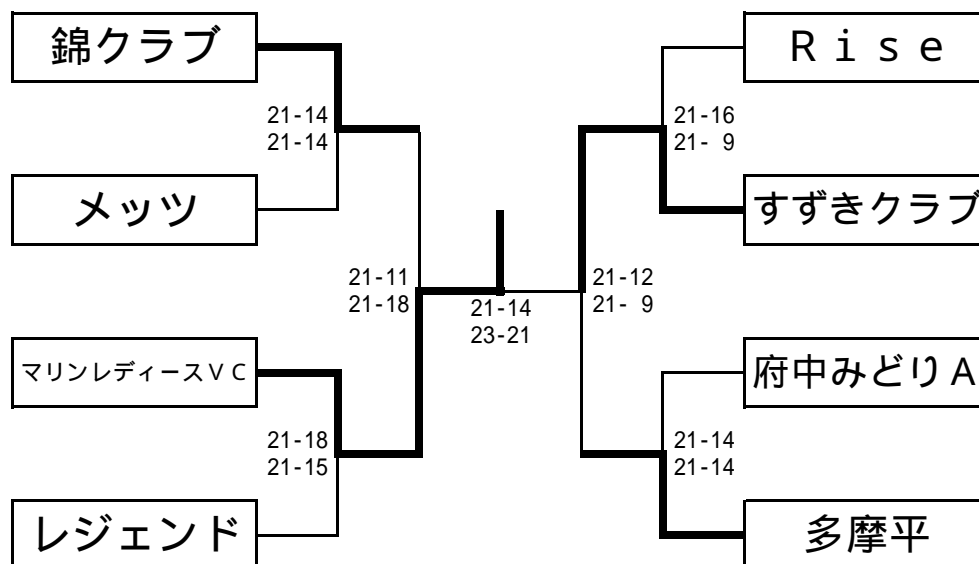 錦クラブ
Ｒｉｓｅ
21-14
21-14
21-16
21- 9
メッツ
すずきクラブ
21-11
21-18
21-14
23-21
21-12
21- 9
マリンレディースＶＣ
府中みどりＡ
21-18
21-15
21-14
21-14
レジェンド
多摩平